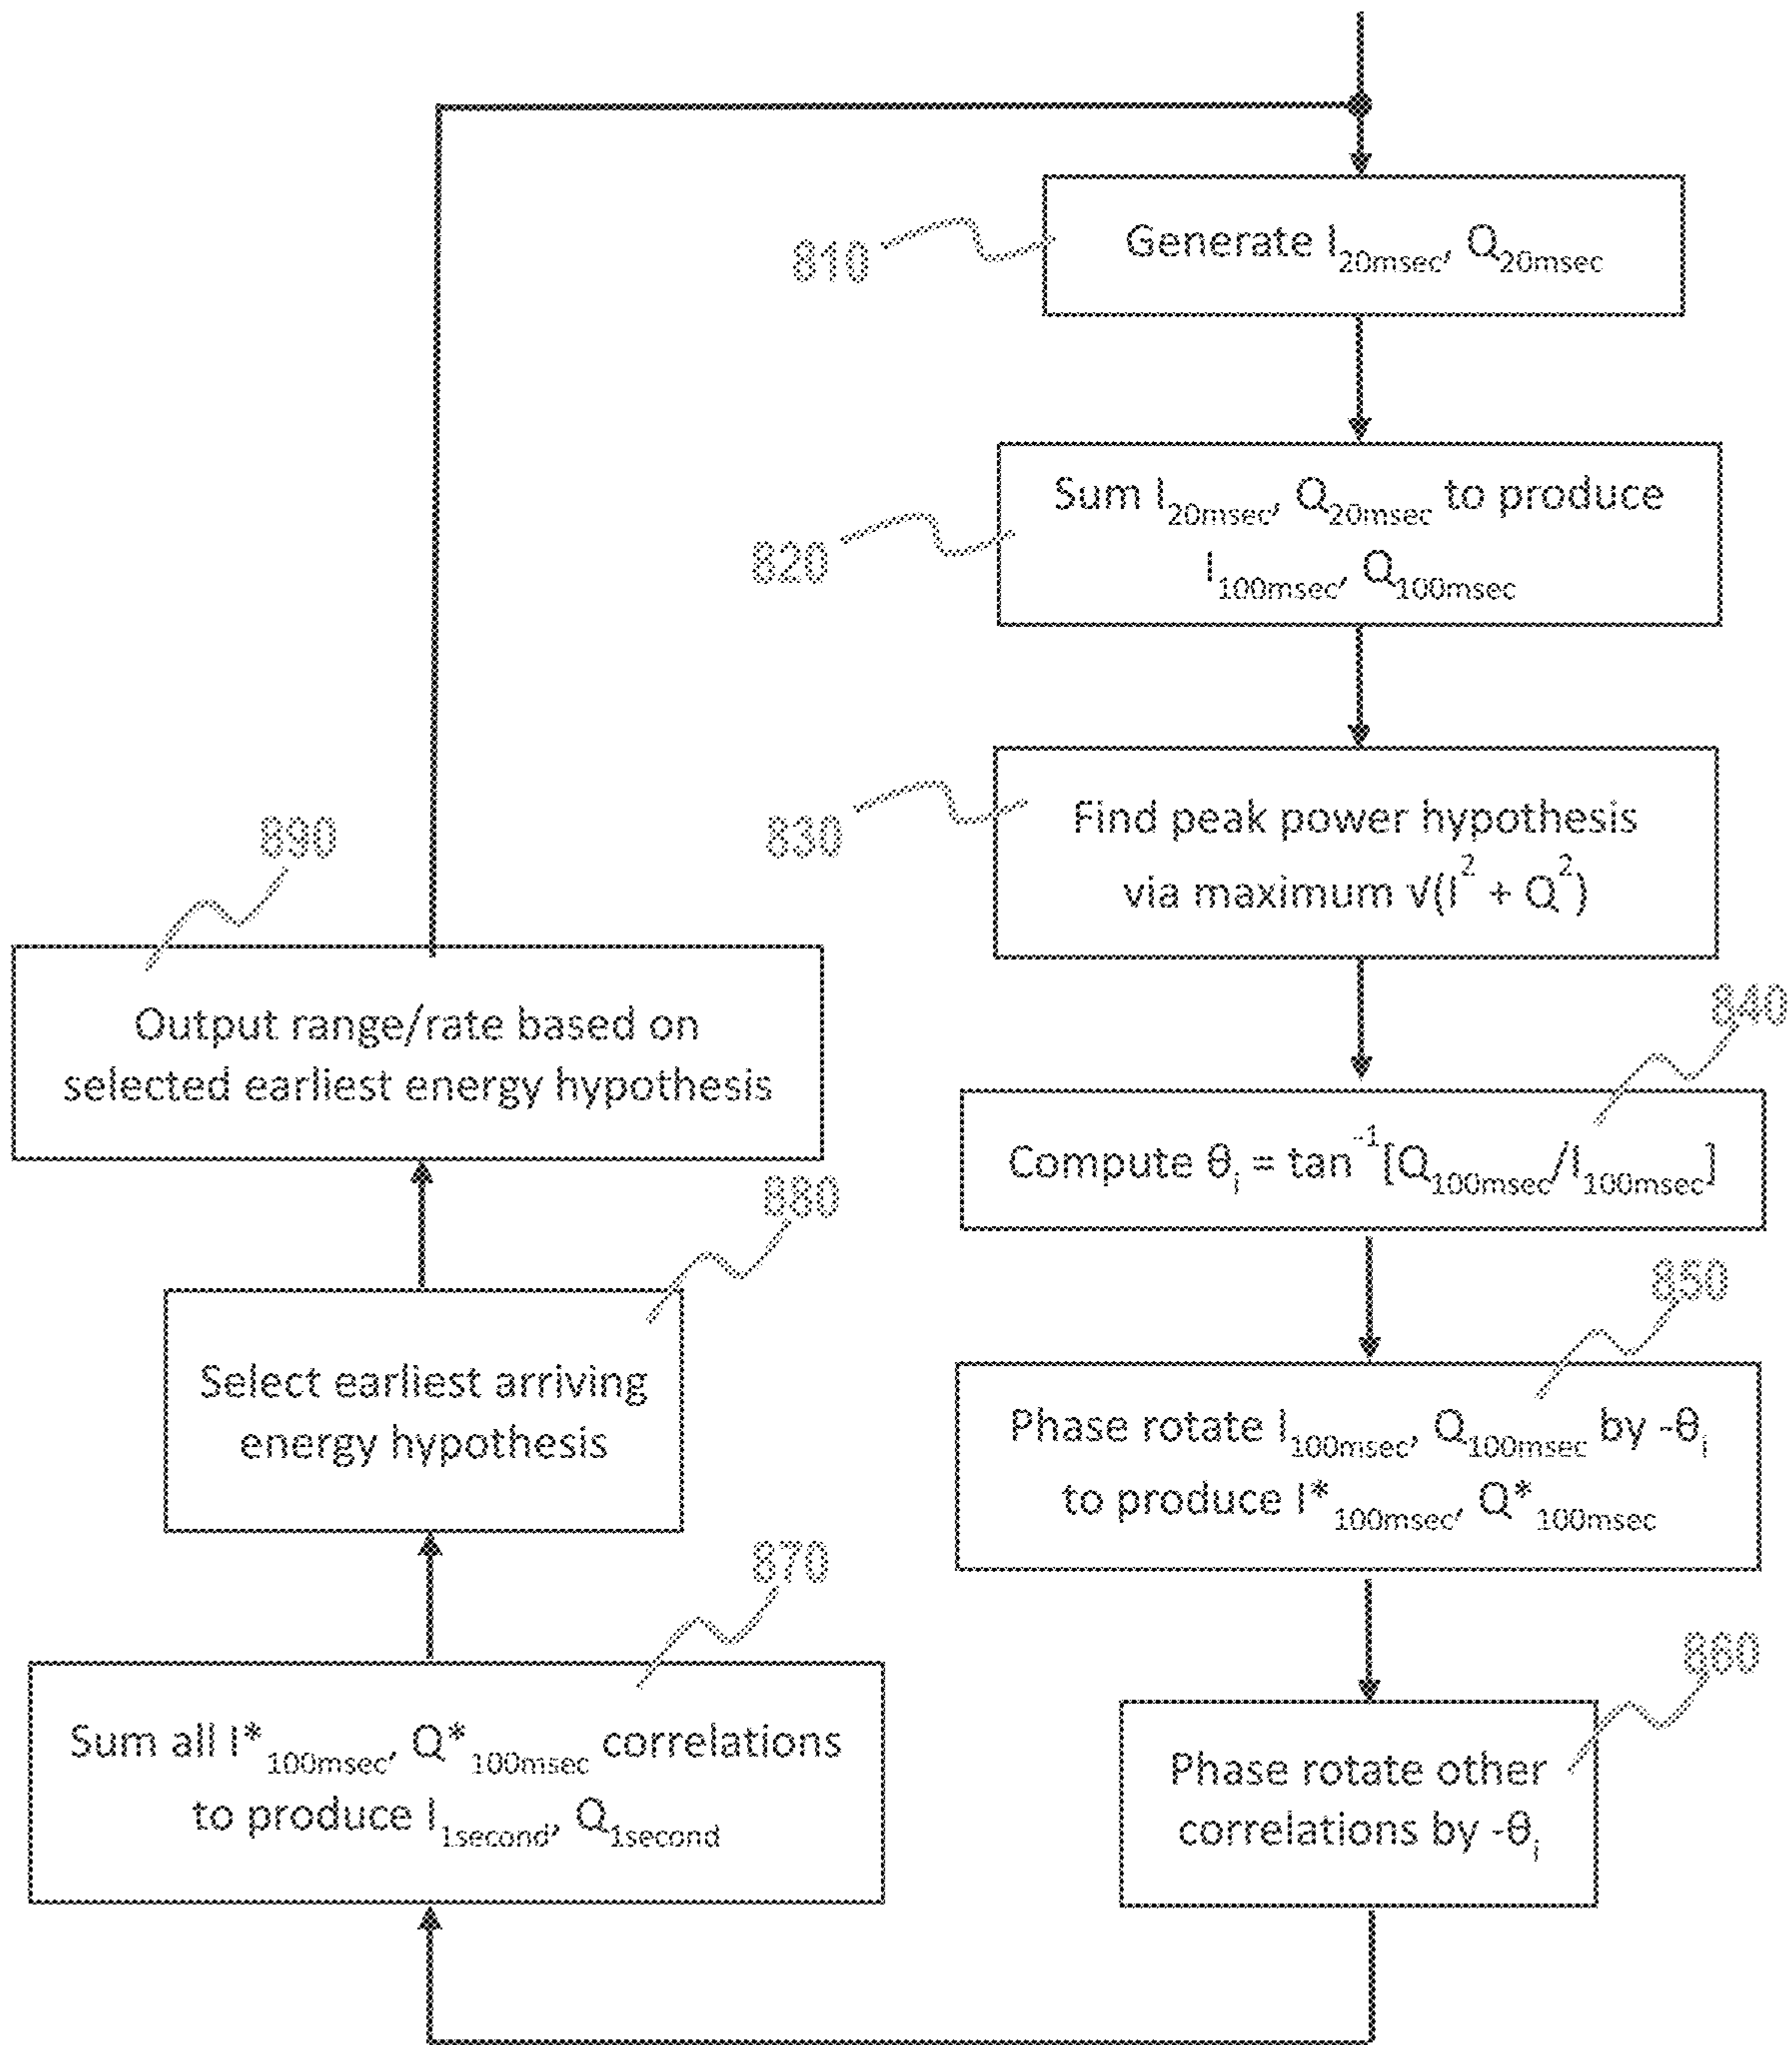 810
Generate I20msec, Q20msec
820
Sum I20msec, Q20msec to produce
I100msec, Q100msec
830
Find peak power hypothesis
via maximum √(I² + Q²)
840
Compute θi = tan⁻¹[Q100msec/I100msec]
850
Phase rotate I100msec, Q100msec by -θi
to produce I*100msec, Q*100msec
860
Phase rotate other
correlations by -θi
870
Sum all I*100msec, Q*100msec correlations
to produce I1second, Q1second
880
Select earliest arriving
energy hypothesis
890
Output range/rate based on
selected earliest energy hypothesis